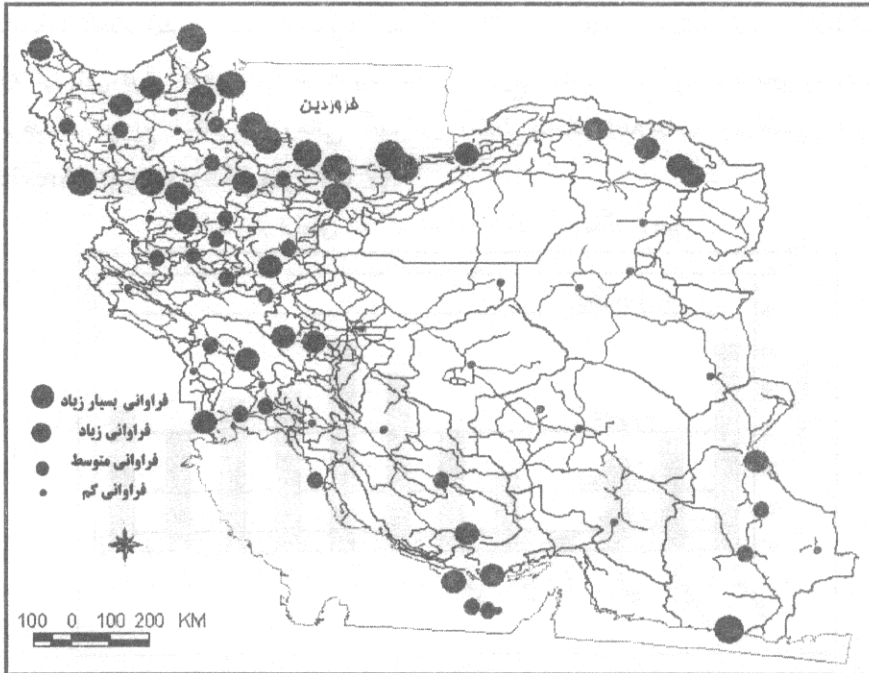 فروردین
فراوانی بسیار زیاد
فراوانی زیاد
فراوانی متوسط
فراوانی کم
100 0 100 200 KM